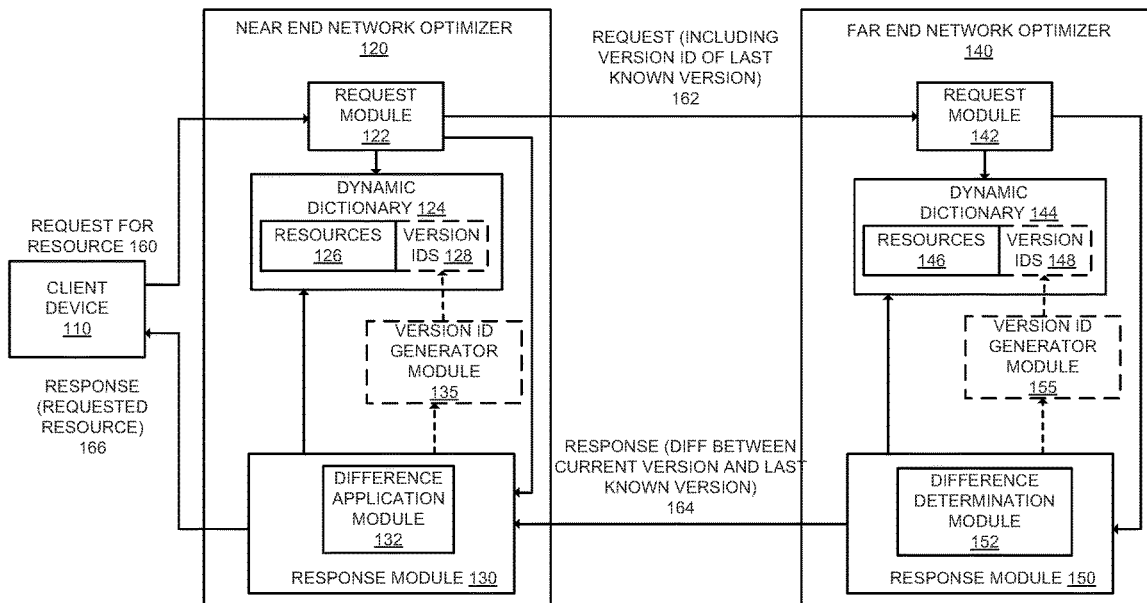 NEAR END NETWORK OPTIMIZER
120
REQUEST
MODULE
122
DYNAMIC
DICTIONARY 124
RESOURCES
126
VERSION
IDS 128
VERSION ID
GENERATOR
MODULE
135
DIFFERENCE
APPLICATION
MODULE
132
RESPONSE MODULE 130
REQUEST FOR
RESOURCE 160
CLIENT
DEVICE
110
RESPONSE
(REQUESTED
RESOURCE)
166
REQUEST (INCLUDING
VERSION ID OF LAST
KNOWN VERSION)
162
RESPONSE (DIFF BETWEEN
CURRENT VERSION AND LAST
KNOWN VERSION)
164
FAR END NETWORK OPTIMIZER
140
REQUEST
MODULE
142
DYNAMIC
DICTIONARY 144
RESOURCES
146
VERSION
IDS 148
VERSION ID
GENERATOR
MODULE
155
DIFFERENCE
DETERMINATION
MODULE
152
RESPONSE MODULE 150